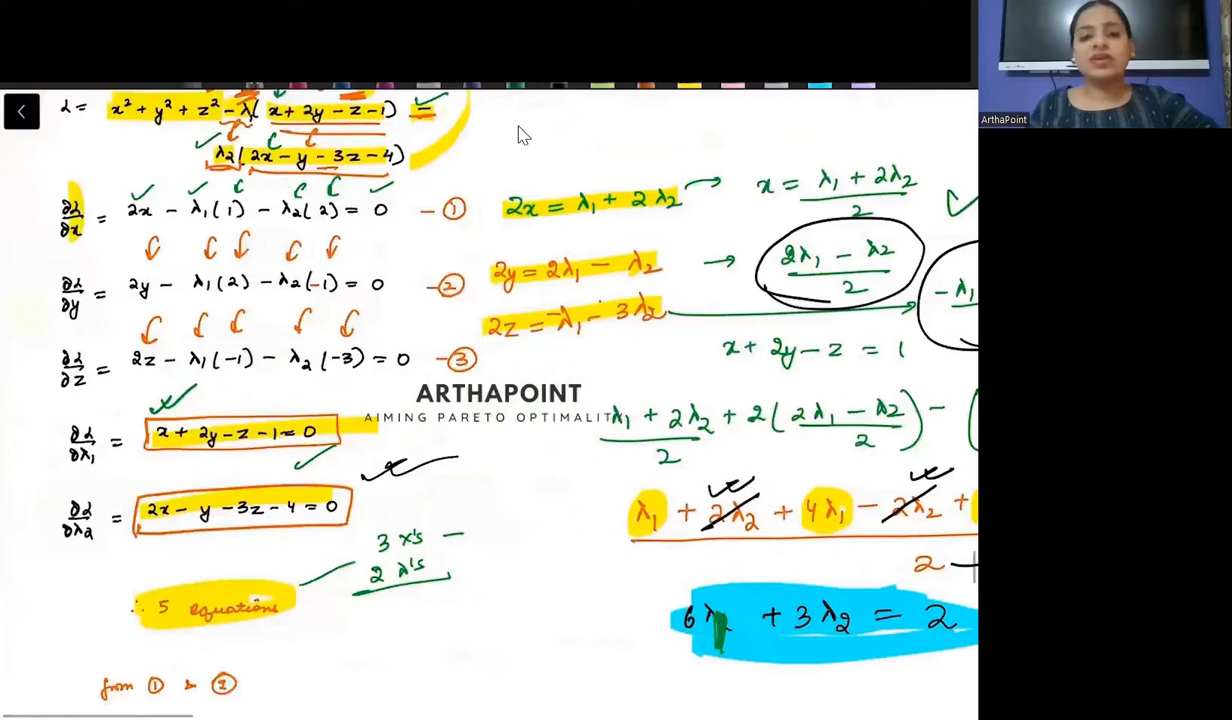 L = x² + y² + z² - λ₁( x + 2y - z - 1) =
λ₂(2x - y - 3z - 4)
∂L/∂x = 2x - λ₁(1) - λ₂(2) = 0 - ①
2x = λ₁ + 2λ₂ → x = (λ₁ + 2λ₂)/2
∂L/∂y = 2y - λ₁(2) - λ₂(-1) = 0 - ②
2y = 2λ₁ - λ₂ → (2λ₁ - λ₂)/2
2z = -λ₁ - 3λ₂ → -λ₁
∂L/∂z = 2z - λ₁(-1) - λ₂(-3) = 0 - ③
x + 2y - z = 1
ARTHAPOINT
AIMING PARETO OPTIMALITY
∂L/∂λ₁ = x + 2y - z - 1 = 0
(λ₁ + 2λ₂)/2 + 2((2λ₁ - λ₂)/2) - (
∂L/∂λ₂ = 2x - y - 3z - 4 = 0
λ₁ + 2λ₂ + 4λ₁ - 2λ₂ +
2
3 x's
2 λ's
∴ 5 equations
+ 3λ₂ = 2
from ① & ②
ArthaPoint